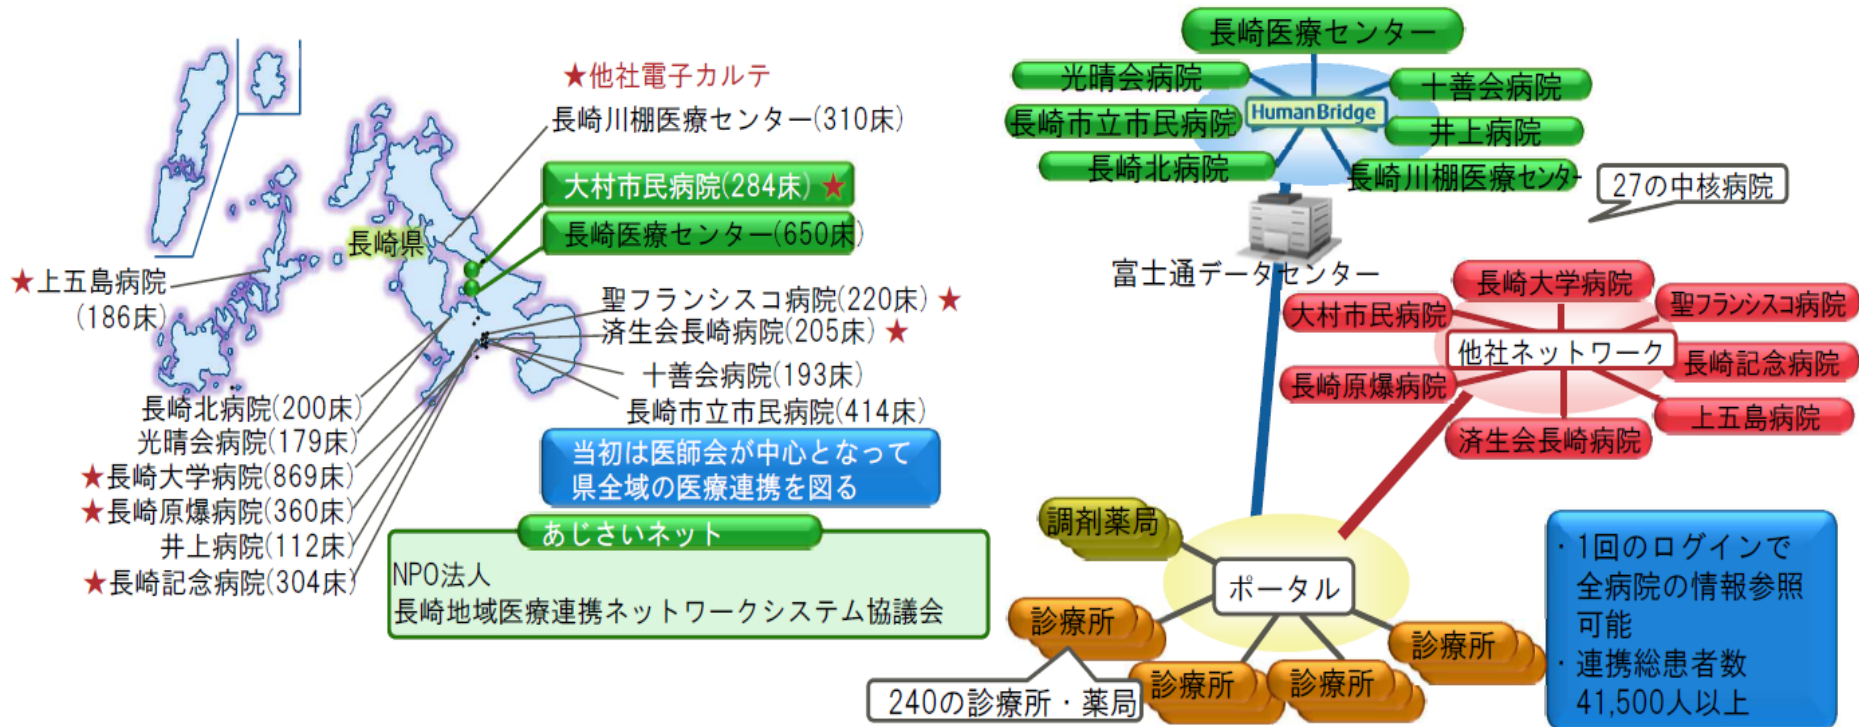 ★他社電子カルテ
長崎川棚医療センター(310床)
大村市民病院(284床)★
長崎医療センター(650床)
長崎県
★上五島病院
(186床)
聖フランシスコ病院(220床)★
済生会長崎病院(205床)★
十善会病院(193床)
長崎市立市民病院(414床)
長崎北病院(200床)
光晴会病院(179床)
★長崎大学病院(869床)
★長崎原爆病院(360床)
井上病院(112床)
★長崎記念病院(304床)
当初は医師会が中心となって
県全域の医療連携を図る
あじさいネット
NPO法人
長崎地域医療連携ネットワークシステム協議会
長崎医療センター
光晴会病院
十善会病院
HumanBridge
長崎市立市民病院
井上病院
長崎北病院
長崎川棚医療センター
27の中核病院
富士通データセンター
長崎大学病院
大村市民病院
聖フランシスコ病院
他社ネットワーク
長崎記念病院
長崎原爆病院
上五島病院
済生会長崎病院
調剤薬局
ポータル
診療所
診療所
診療所
診療所
240の診療所・薬局
・1回のログインで
全病院の情報参照
可能
・連携総患者数
41,500人以上